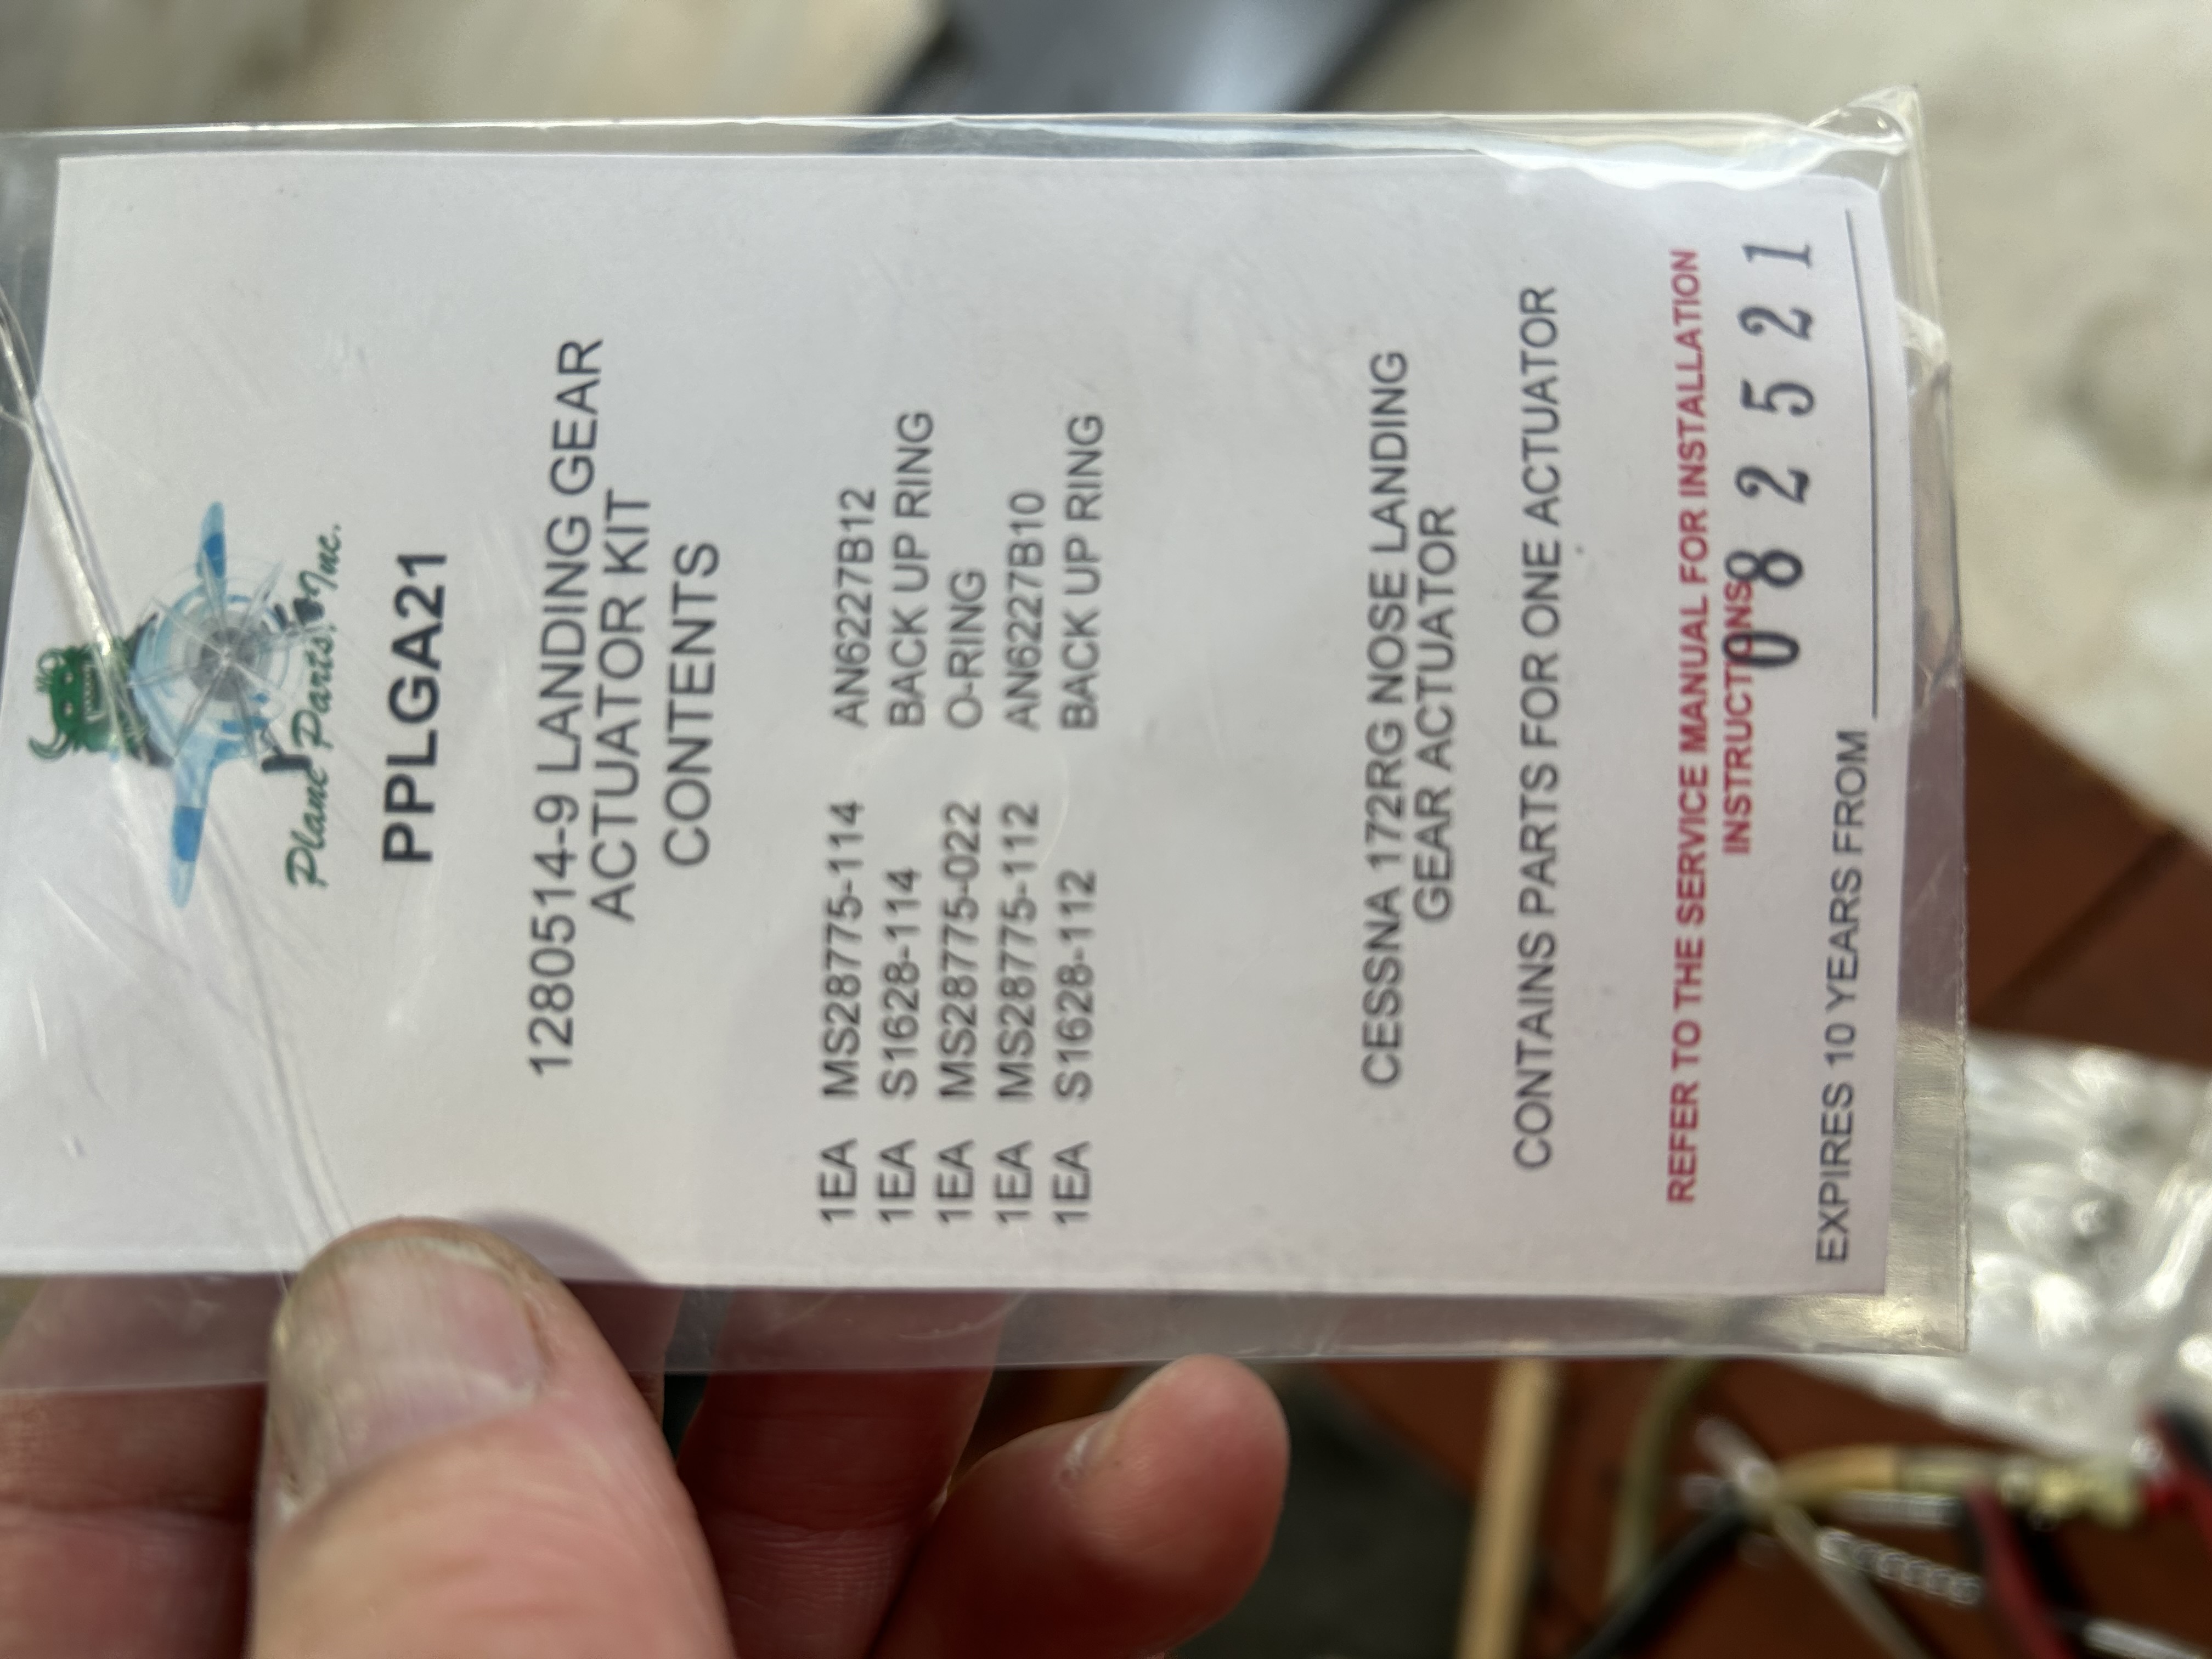 Plane Parts, Inc.
PPLGA21
1280514-9 LANDING GEAR
ACTUATOR KIT
CONTENTS
1EA MS28775-114 AN6227B12
1EA S1628-114 BACK UP RING
1EA MS28775-022 O-RING
1EA MS28775-112 AN6227B10
1EA S1628-112 BACK UP RING
CESSNA 172RG NOSE LANDING
GEAR ACTUATOR
CONTAINS PARTS FOR ONE ACTUATOR
REFER TO THE SERVICE MANUAL FOR INSTALLATION
INSTRUCTIONS
082521
EXPIRES 10 YEARS FROM